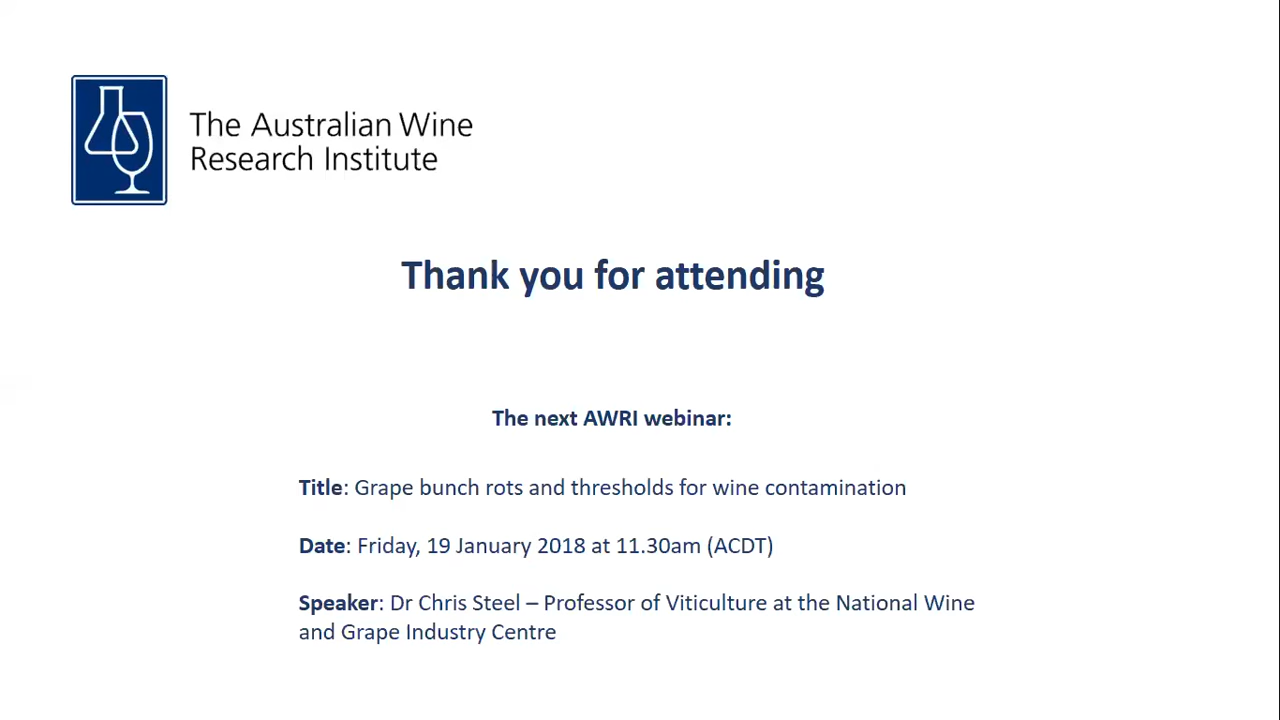 The Australian Wine
Research Institute
Thank you for attending
The next AWRI webinar:
Title: Grape bunch rots and thresholds for wine contamination
Date: Friday, 19 January 2018 at 11.30am (ACDT)
Speaker: Dr Chris Steel – Professor of Viticulture at the National Wine
and Grape Industry Centre